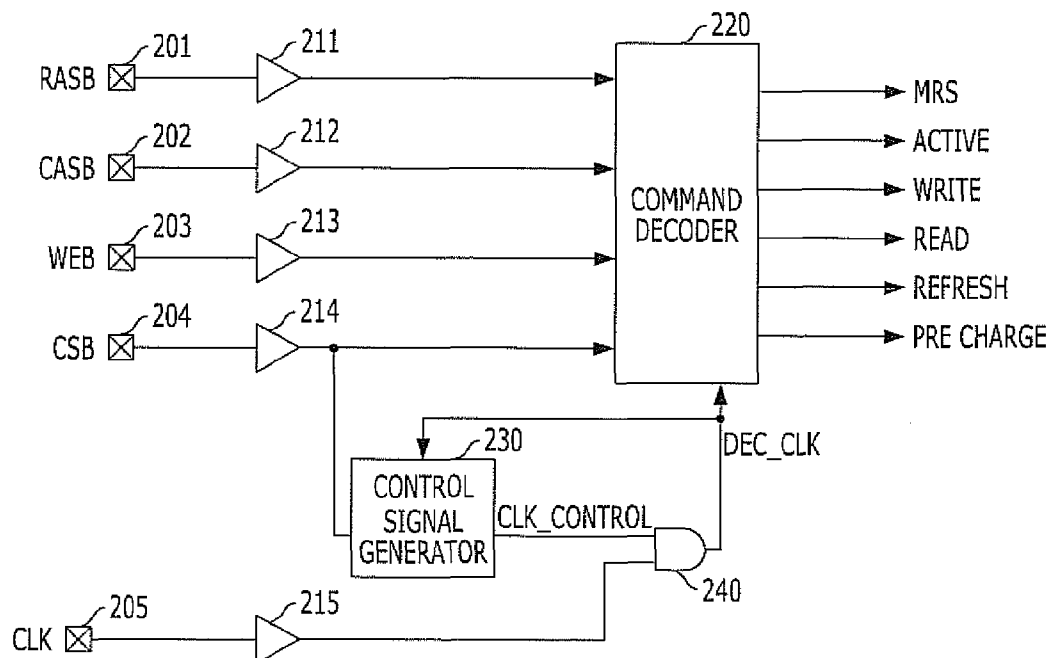 220
201
RASB
211
MRS
202
CASB
212
ACTIVE
WRITE
COMMAND
DECODER
203
WEB
213
READ
REFRESH
204
CSB
214
PRE CHARGE
230
DEC_CLK
CONTROL
SIGNAL
GENERATOR
CLK_CONTROL
240
205
CLK
215